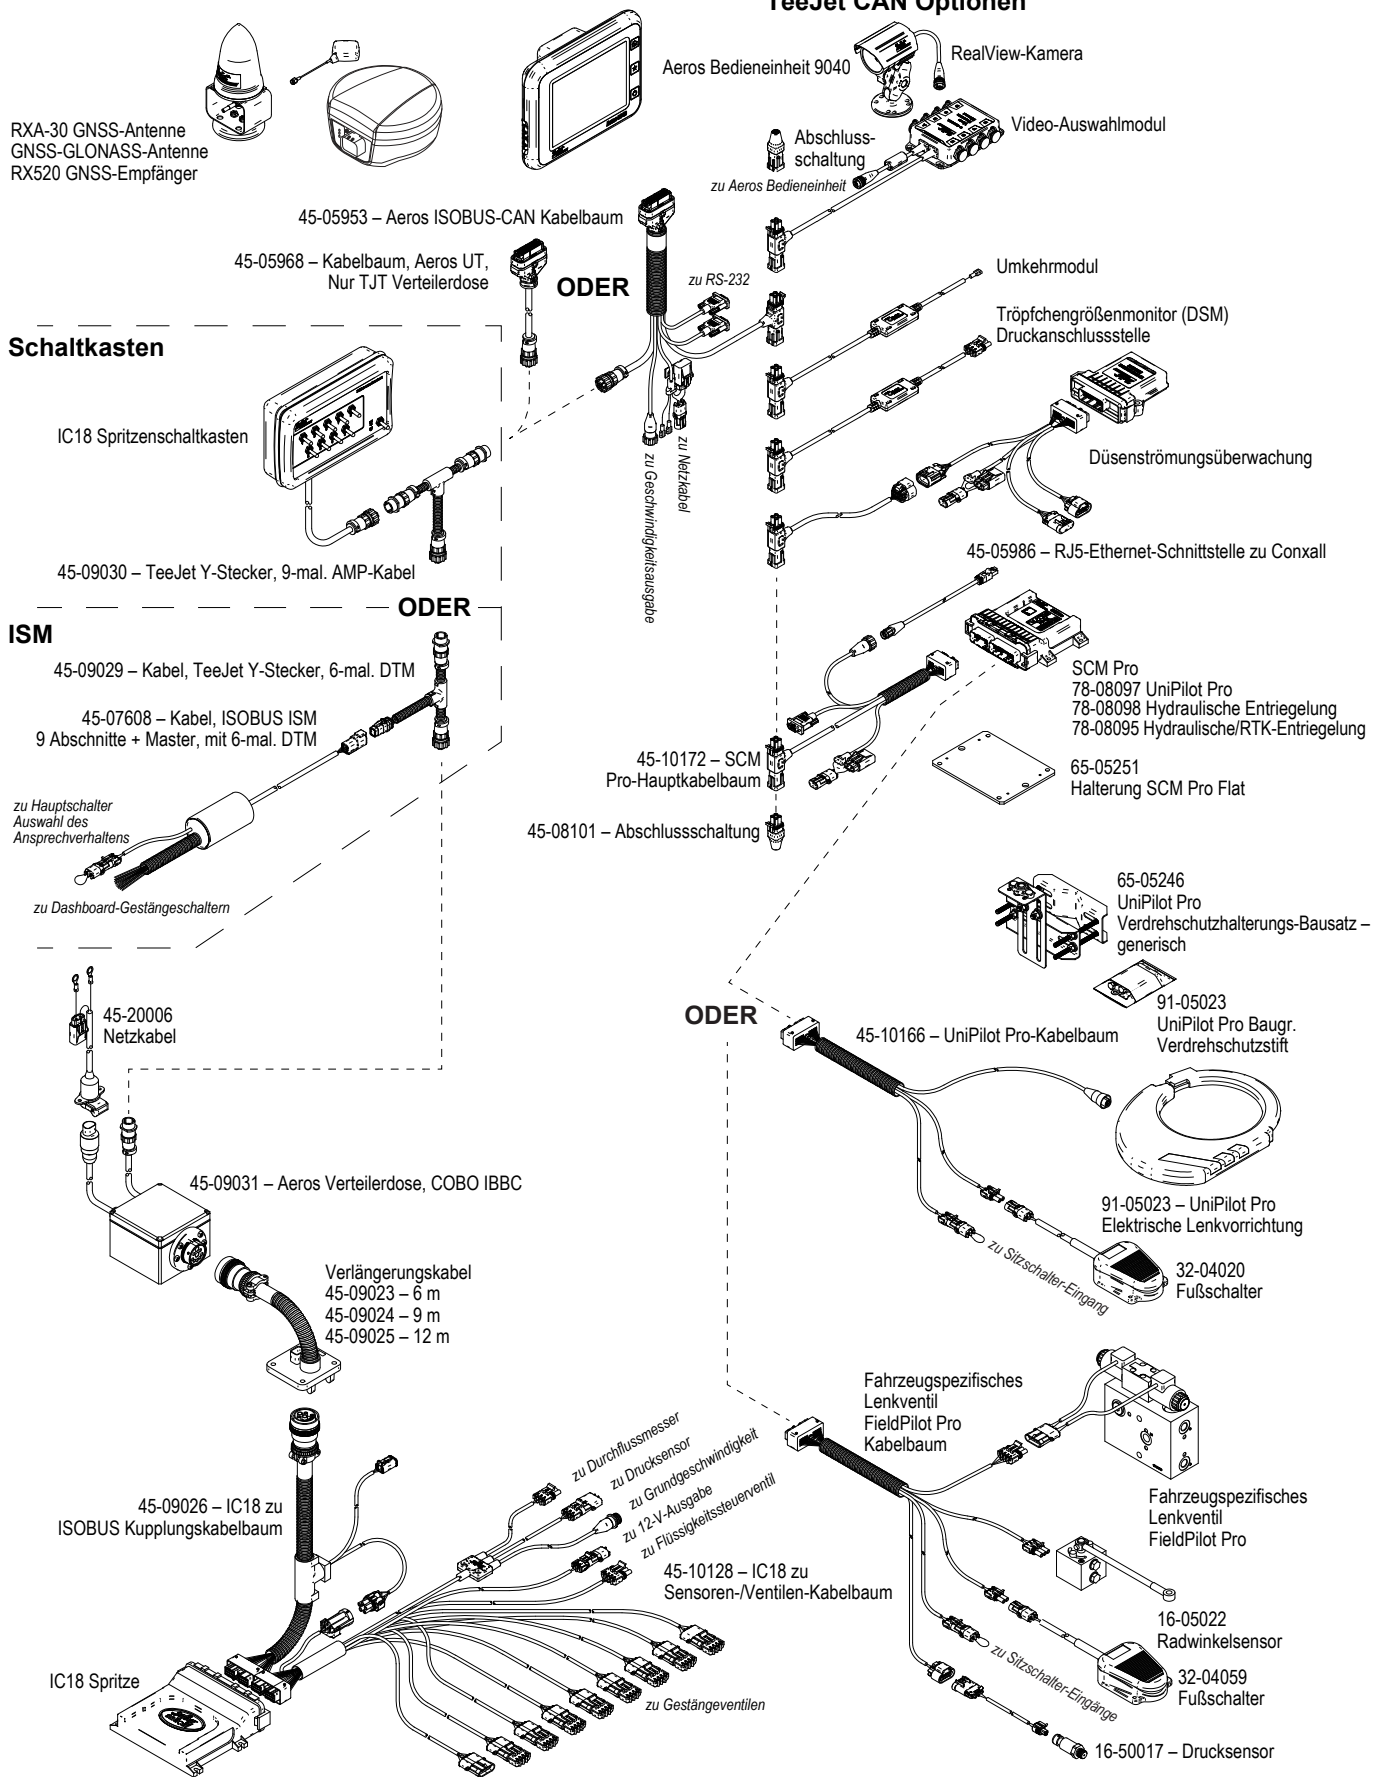 TeeJet CAN Optionen
RXA-30 GNSS-Antenne
GNSS-GLONASS-Antenne
RX520 GNSS-Empfänger
Aeros Bedieneinheit 9040
RealView-Kamera
Video-Auswahlmodul
Abschluss-
schaltung
zu Aeros Bedieneinheit
45-05953 – Aeros ISOBUS-CAN Kabelbaum
45-05968 – Kabelbaum, Aeros UT,
Nur TJT Verteilerdose
ODER
zu RS-232
Umkehrmodul
Tröpfchengrößenmonitor (DSM)
Druckanschlussstelle
Schaltkasten
IC18 Spritzenschaltkasten
zu Netzkabel
zu Geschwindigkeitsausgabe
Düsenströmungsüberwachung
45-05986 – RJ5-Ethernet-Schnittstelle zu Conxall
45-09030 – TeeJet Y-Stecker, 9-mal. AMP-Kabel
ODER
ISM
45-09029 – Kabel, TeeJet Y-Stecker, 6-mal. DTM
45-07608 – Kabel, ISOBUS ISM
9 Abschnitte + Master, mit 6-mal. DTM
SCM Pro
78-08097 UniPilot Pro
78-08098 Hydraulische Entriegelung
78-08095 Hydraulische/RTK-Entriegelung
45-10172 – SCM
Pro-Hauptkabelbaum
65-05251
Halterung SCM Pro Flat
zu Hauptschalter
Auswahl des
Ansprechverhaltens
45-08101 – Abschlussschaltung
zu Dashboard-Gestängeschaltern
65-05246
UniPilot Pro
Verdrehschutzhalterungs-Bausatz –
generisch
45-20006
Netzkabel
ODER
91-05023
UniPilot Pro Baugr.
Verdrehschutzstift
45-10166 – UniPilot Pro-Kabelbaum
45-09031 – Aeros Verteilerdose, COBO IBBC
91-05023 – UniPilot Pro
Elektrische Lenkvorrichtung
zu Sitzschalter-Eingang
32-04020
Fußschalter
Verlängerungskabel
45-09023 – 6 m
45-09024 – 9 m
45-09025 – 12 m
Fahrzeugspezifisches
Lenkventil
FieldPilot Pro
Kabelbaum
zu Durchflussmesser
zu Drucksensor
zu Grundgeschwindigkeit
zu 12-V-Ausgabe
zu Flüssigkeitssteuerventil
45-09026 – IC18 zu
ISOBUS Kupplungskabelbaum
Fahrzeugspezifisches
Lenkventil
FieldPilot Pro
45-10128 – IC18 zu
Sensoren-/Ventilen-Kabelbaum
16-05022
Radwinkelsensor
IC18 Spritze
zu Sitzschalter-Eingänge
32-04059
Fußschalter
zu Gestängeventilen
16-50017 – Drucksensor